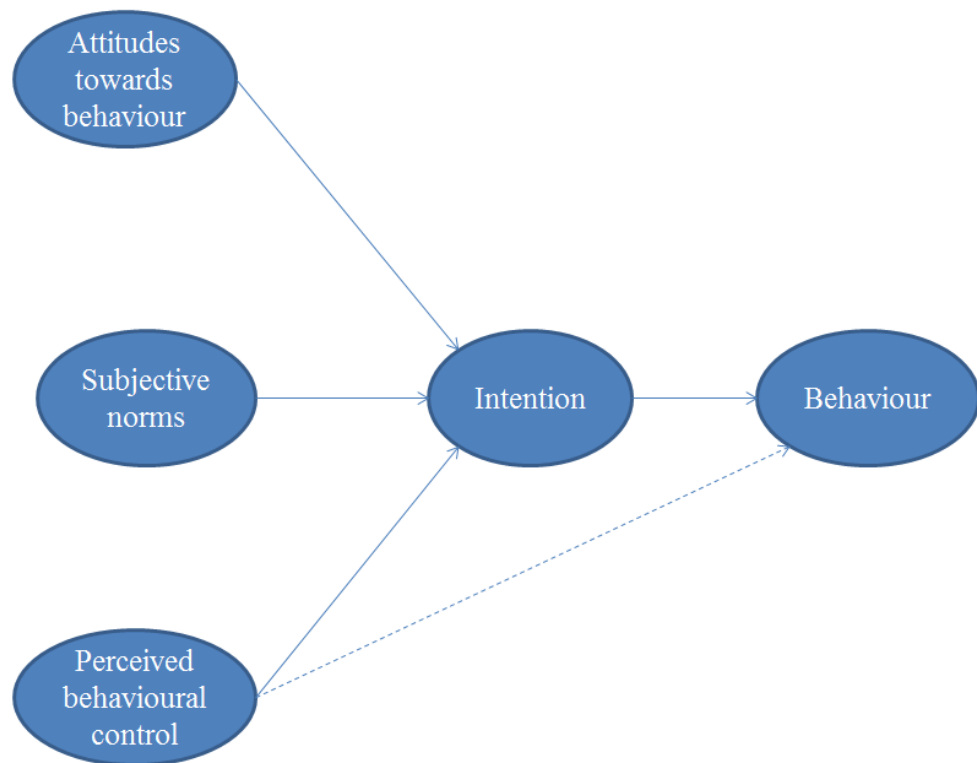 Attitudes
towards
behaviour
Subjective
norms
Intention
Behaviour
Perceived
behavioural
control